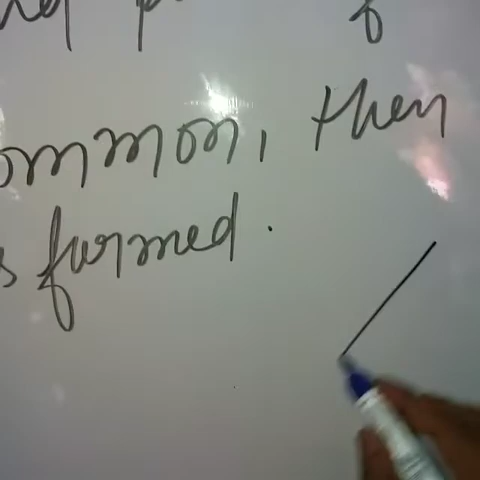 ommon, then
s formed.